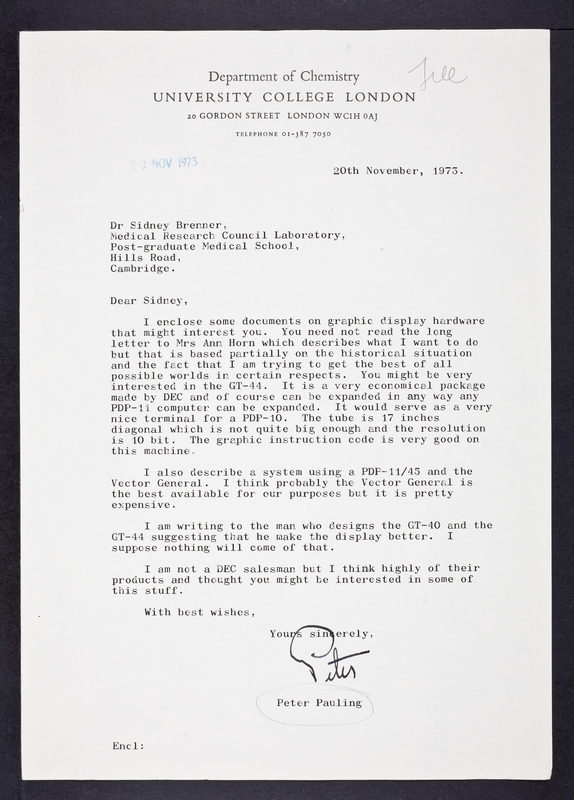 Department of Chemistry
UNIVERSITY COLLEGE LONDON
20 GORDON STREET LONDON WC1H 0AJ
TELEPHONE 01-387 7050
NOV 1973
20th November, 1973.
Dr Sidney Brenner,
Medical Research Council Laboratory,
Post-graduate Medical School,
Hills Road,
Cambridge.
Dear Sidney,
I enclose some documents on graphic display hardware
that might interest you. You need not read the long
letter to Mrs Ann Horn which describes what I want to do
but that is based partially on the historical situation
and the fact that I am trying to get the best of all
possible worlds in certain respects. You might be very
interested in the GT-44. It is a very economical package
made by DEC and of course can be expanded in any way any
PDP-11 computer can be expanded. It would serve as a very
nice terminal for a PDP-10. The tube is 17 inches
diagonal which is not quite big enough and the resolution
is 10 bit. The graphic instruction code is very good on
this machine.
I also describe a system using a PDP-11/45 and the
Vector General. I think probably the Vector General is
the best available for our purposes but it is pretty
expensive.
I am writing to the man who designs the GT-40 and the
GT-44 suggesting that he make the display better. I
suppose nothing will come of that.
I am not a DEC salesman but I think highly of their
products and thought you might be interested in some of
this stuff.
With best wishes,
Yours sincerely,
Peter
Peter Pauling
Encl: